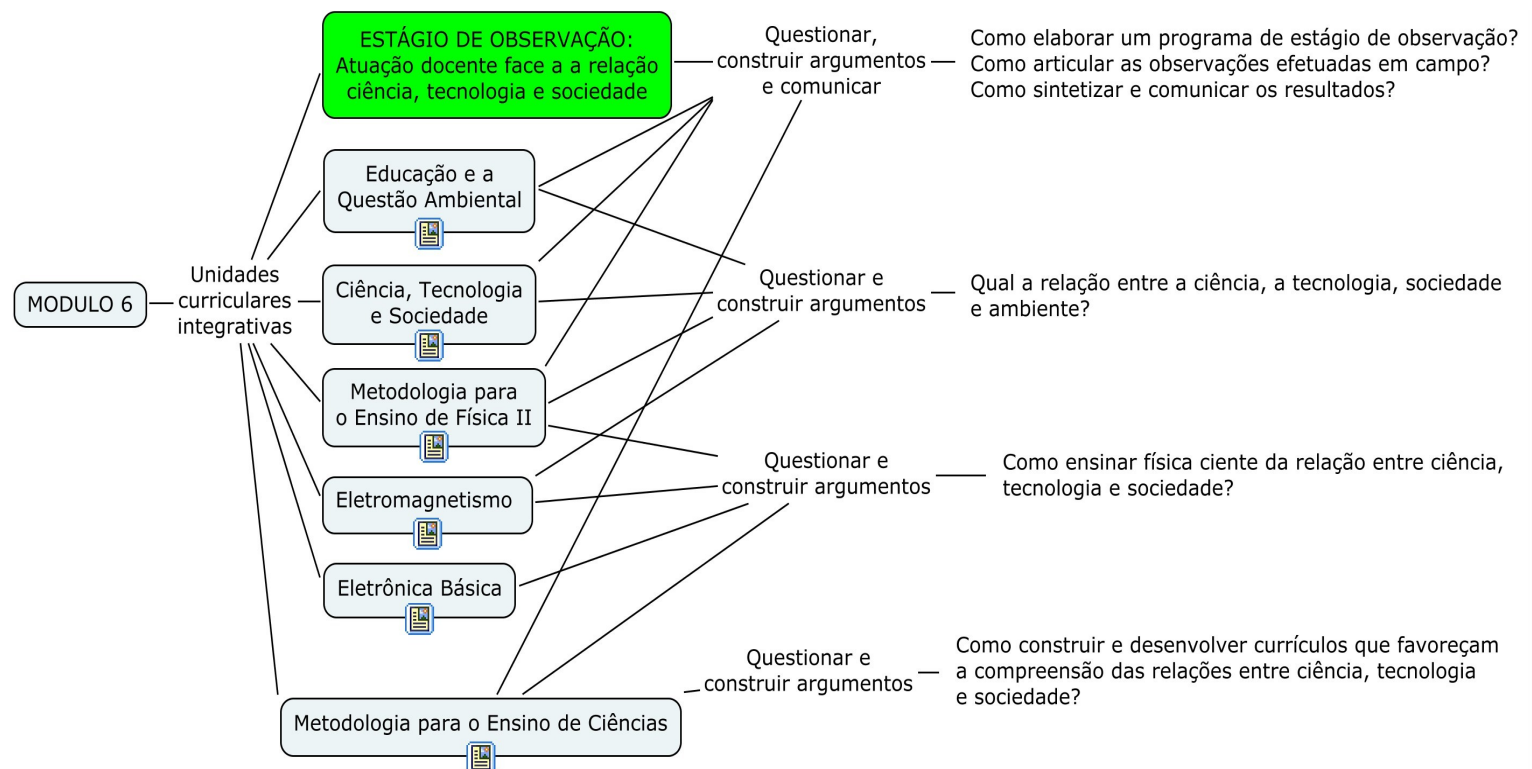 MODULO 6
Unidades
curriculares
integrativas
ESTÁGIO DE OBSERVAÇÃO:
Atuação docente face a a relação
ciência, tecnologia e sociedade
Educação e a
Questão Ambiental
Ciência, Tecnologia
e Sociedade
Metodologia para
o Ensino de Física II
Eletromagnetismo
Eletrônica Básica
Metodologia para o Ensino de Ciências
Questionar,
construir argumentos
e comunicar
Como elaborar um programa de estágio de observação?
Como articular as observações efetuadas em campo?
Como sintetizar e comunicar os resultados?
Questionar e
construir argumentos
Qual a relação entre a ciência, a tecnologia, sociedade
e ambiente?
Questionar e
construir argumentos
Como ensinar física ciente da relação entre ciência,
tecnologia e sociedade?
Questionar e
construir argumentos
Como construir e desenvolver currículos que favoreçam
a compreensão das relações entre ciência, tecnologia
e sociedade?